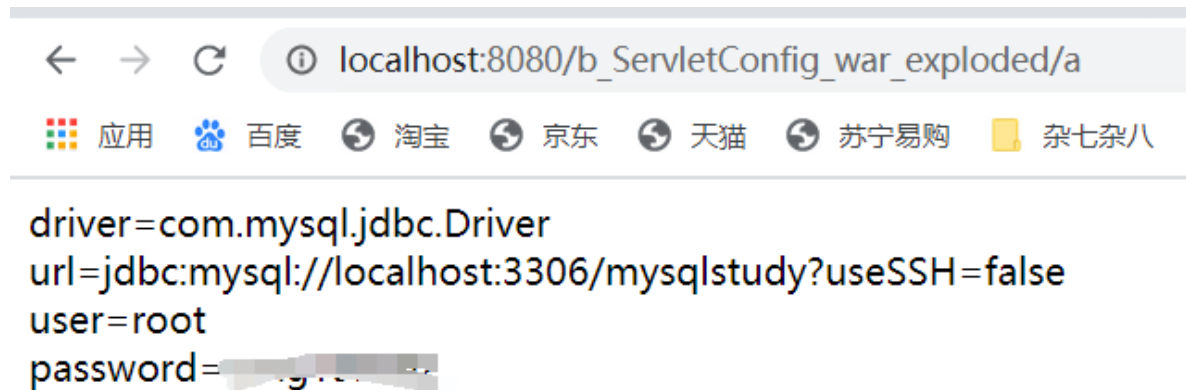 localhost:8080/b_ServletConfig_war_exploded/a
应用 百度 淘宝 京东 天猫 苏宁易购 杂七杂八
driver=com.mysql.jdbc.Driver
url=jdbc:mysql://localhost:3306/mysqlstudy?useSSH=false
user=root
password=